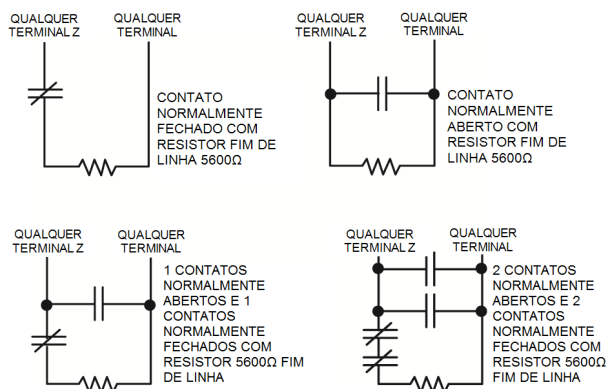 QUALQUER
TERMINAL Z
QUALQUER
TERMINAL
CONTATO
NORMALMENTE
FECHADO COM
RESISTOR FIM DE
LINHA 5600Ω
QUALQUER
TERMINAL Z
QUALQUER
TERMINAL
CONTATO
NORMALMENTE
ABERTO COM
RESISTOR FIM DE
LINHA 5600Ω
QUALQUER
TERMINAL Z
QUALQUER
TERMINAL
1 CONTATOS
NORMALMENTE
ABERTOS E 1
CONTATOS
NORMALMENTE
FECHADOS COM
RESISTOR 5600Ω FIM
DE LINHA
QUALQUER
TERMINAL Z
QUALQUER
TERMINAL
2 CONTATOS
NORMALMENTE
ABERTOS E 2
CONTATOS
NORMALMENTE
FECHADOS COM
RESISTOR 5600Ω
FIM DE LINHA